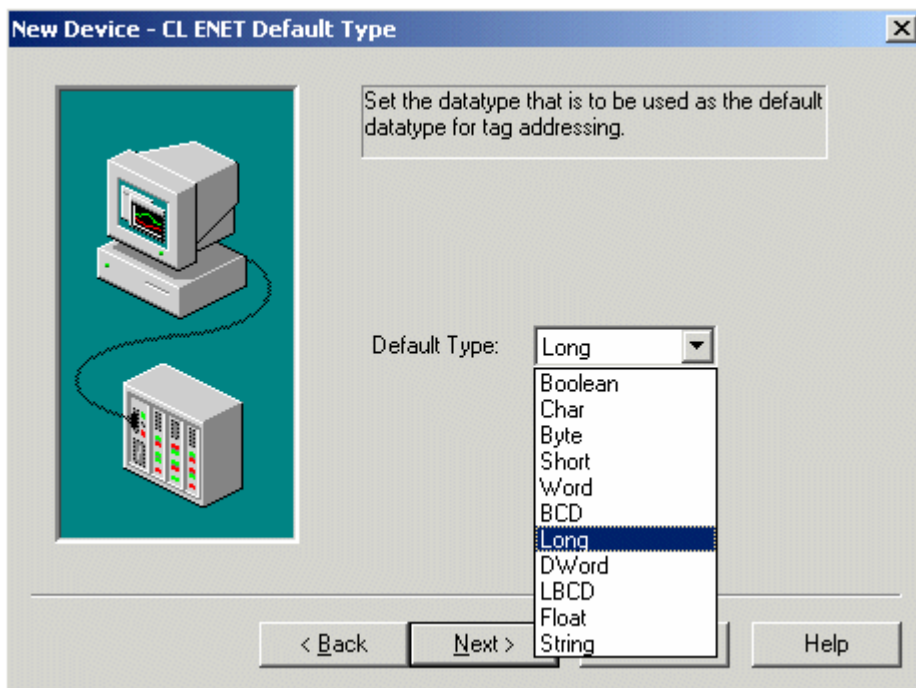 New Device - CL ENET Default Type
Set the datatype that is to be used as the default
datatype for tag addressing.
Default Type: Long
Boolean
Char
Byte
Short
Word
BCD
Long
DWord
LBCD
Float
String
< Back Next > Help